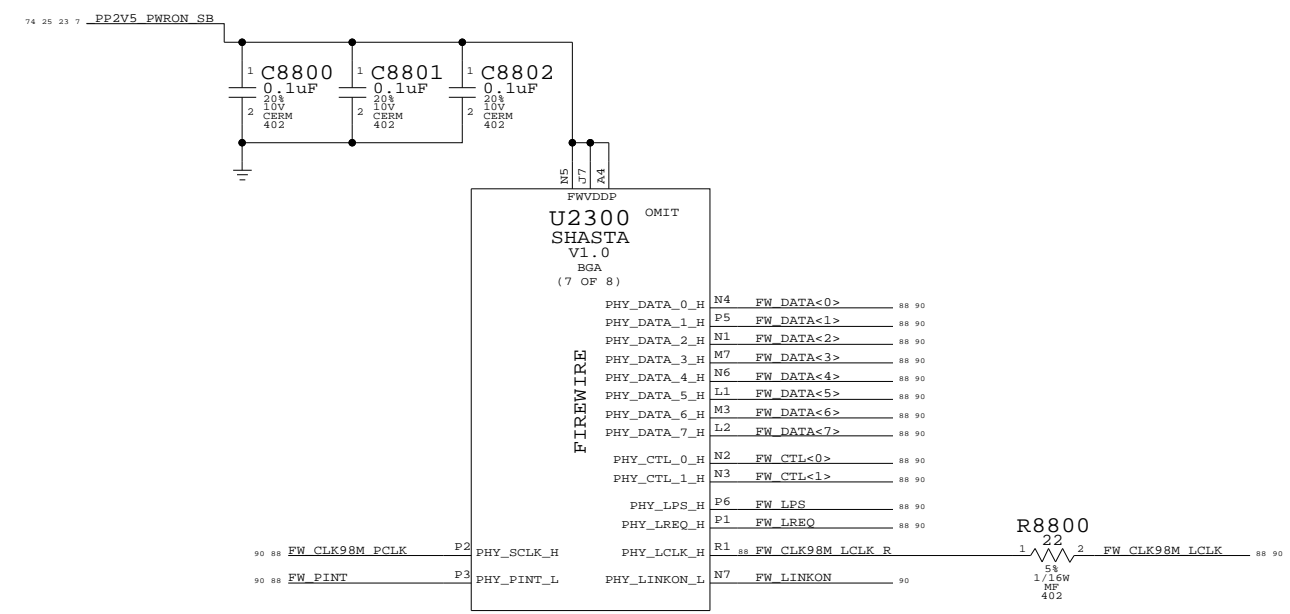 74 25 23 7 PP2V5_PWRON_SB
1 C8800 1 C8801 1 C8802
0.1uF 0.1uF 0.1uF
20% 20% 20%
10V 10V 10V
2 CERM 2 CERM 2 CERM
402 402 402
N5 J7 A4
FWVDDP
U2300 OMIT
SHASTA
V1.0
BGA
(7 OF 8)
FIREWIRE
PHY_DATA_0_H N4 FW_DATA<0> 88 90
PHY_DATA_1_H P5 FW_DATA<1> 88 90
PHY_DATA_2_H N1 FW_DATA<2> 88 90
PHY_DATA_3_H M7 FW_DATA<3> 88 90
PHY_DATA_4_H N6 FW_DATA<4> 88 90
PHY_DATA_5_H L1 FW_DATA<5> 88 90
PHY_DATA_6_H M3 FW_DATA<6> 88 90
PHY_DATA_7_H L2 FW_DATA<7> 88 90
PHY_CTL_0_H N2 FW_CTL<0> 88 90
PHY_CTL_1_H N3 FW_CTL<1> 88 90
PHY_LPS_H P6 FW_LPS 88 90
PHY_LREQ_H P1 FW_LREQ 88 90
R8800
22
90 88 FW_CLK98M_PCLK P2 PHY_SCLK_H PHY_LCLK_H R1 88 FW_CLK98M_LCLK_R 1 2 FW_CLK98M_LCLK 88 90
5%
1/16W
MF
402
90 88 FW_PINT P3 PHY_PINT_L PHY_LINKON_L N7 FW_LINKON 90